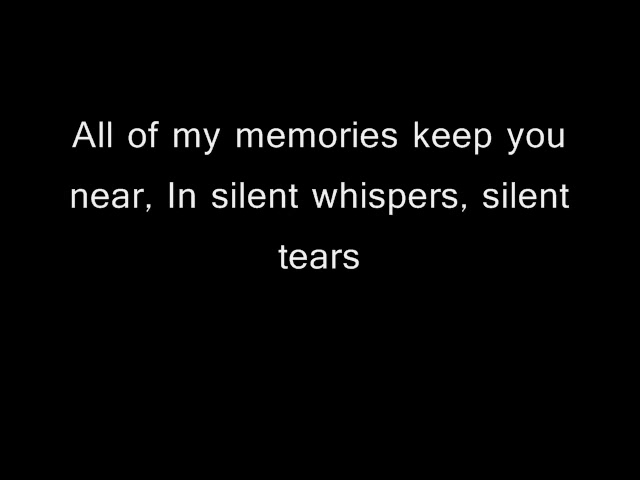 All of my memories keep you
near, In silent whispers, silent
tears